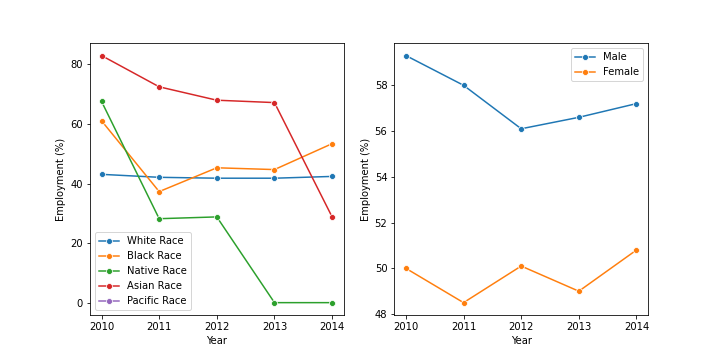 80
60
40
20
0
Employment (%)
White Race
Black Race
Native Race
Asian Race
Pacific Race
2010 2011 2012 2013 2014
Year
58
56
54
52
50
48
Employment (%)
Male
Female
2010 2011 2012 2013 2014
Year